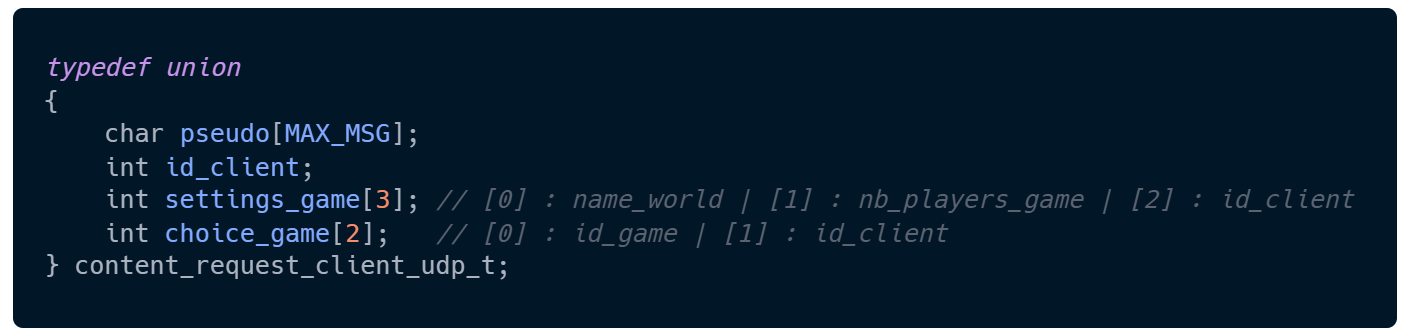 typedef union
{
    char pseudo[MAX_MSG];
    int id_client;
    int settings_game[3]; // [0] : name_world | [1] : nb_players_game | [2] : id_client
    int choice_game[2];   // [0] : id_game | [1] : id_client
} content_request_client_udp_t;